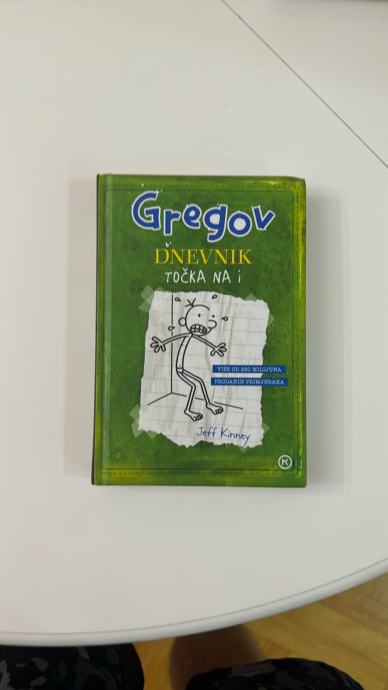 Gregov
DNEVNIK
TOČKA NA i
VIŠE OD 250 MILIJUNA
PRODANIH PRIMJERAKA
Jeff Kinney